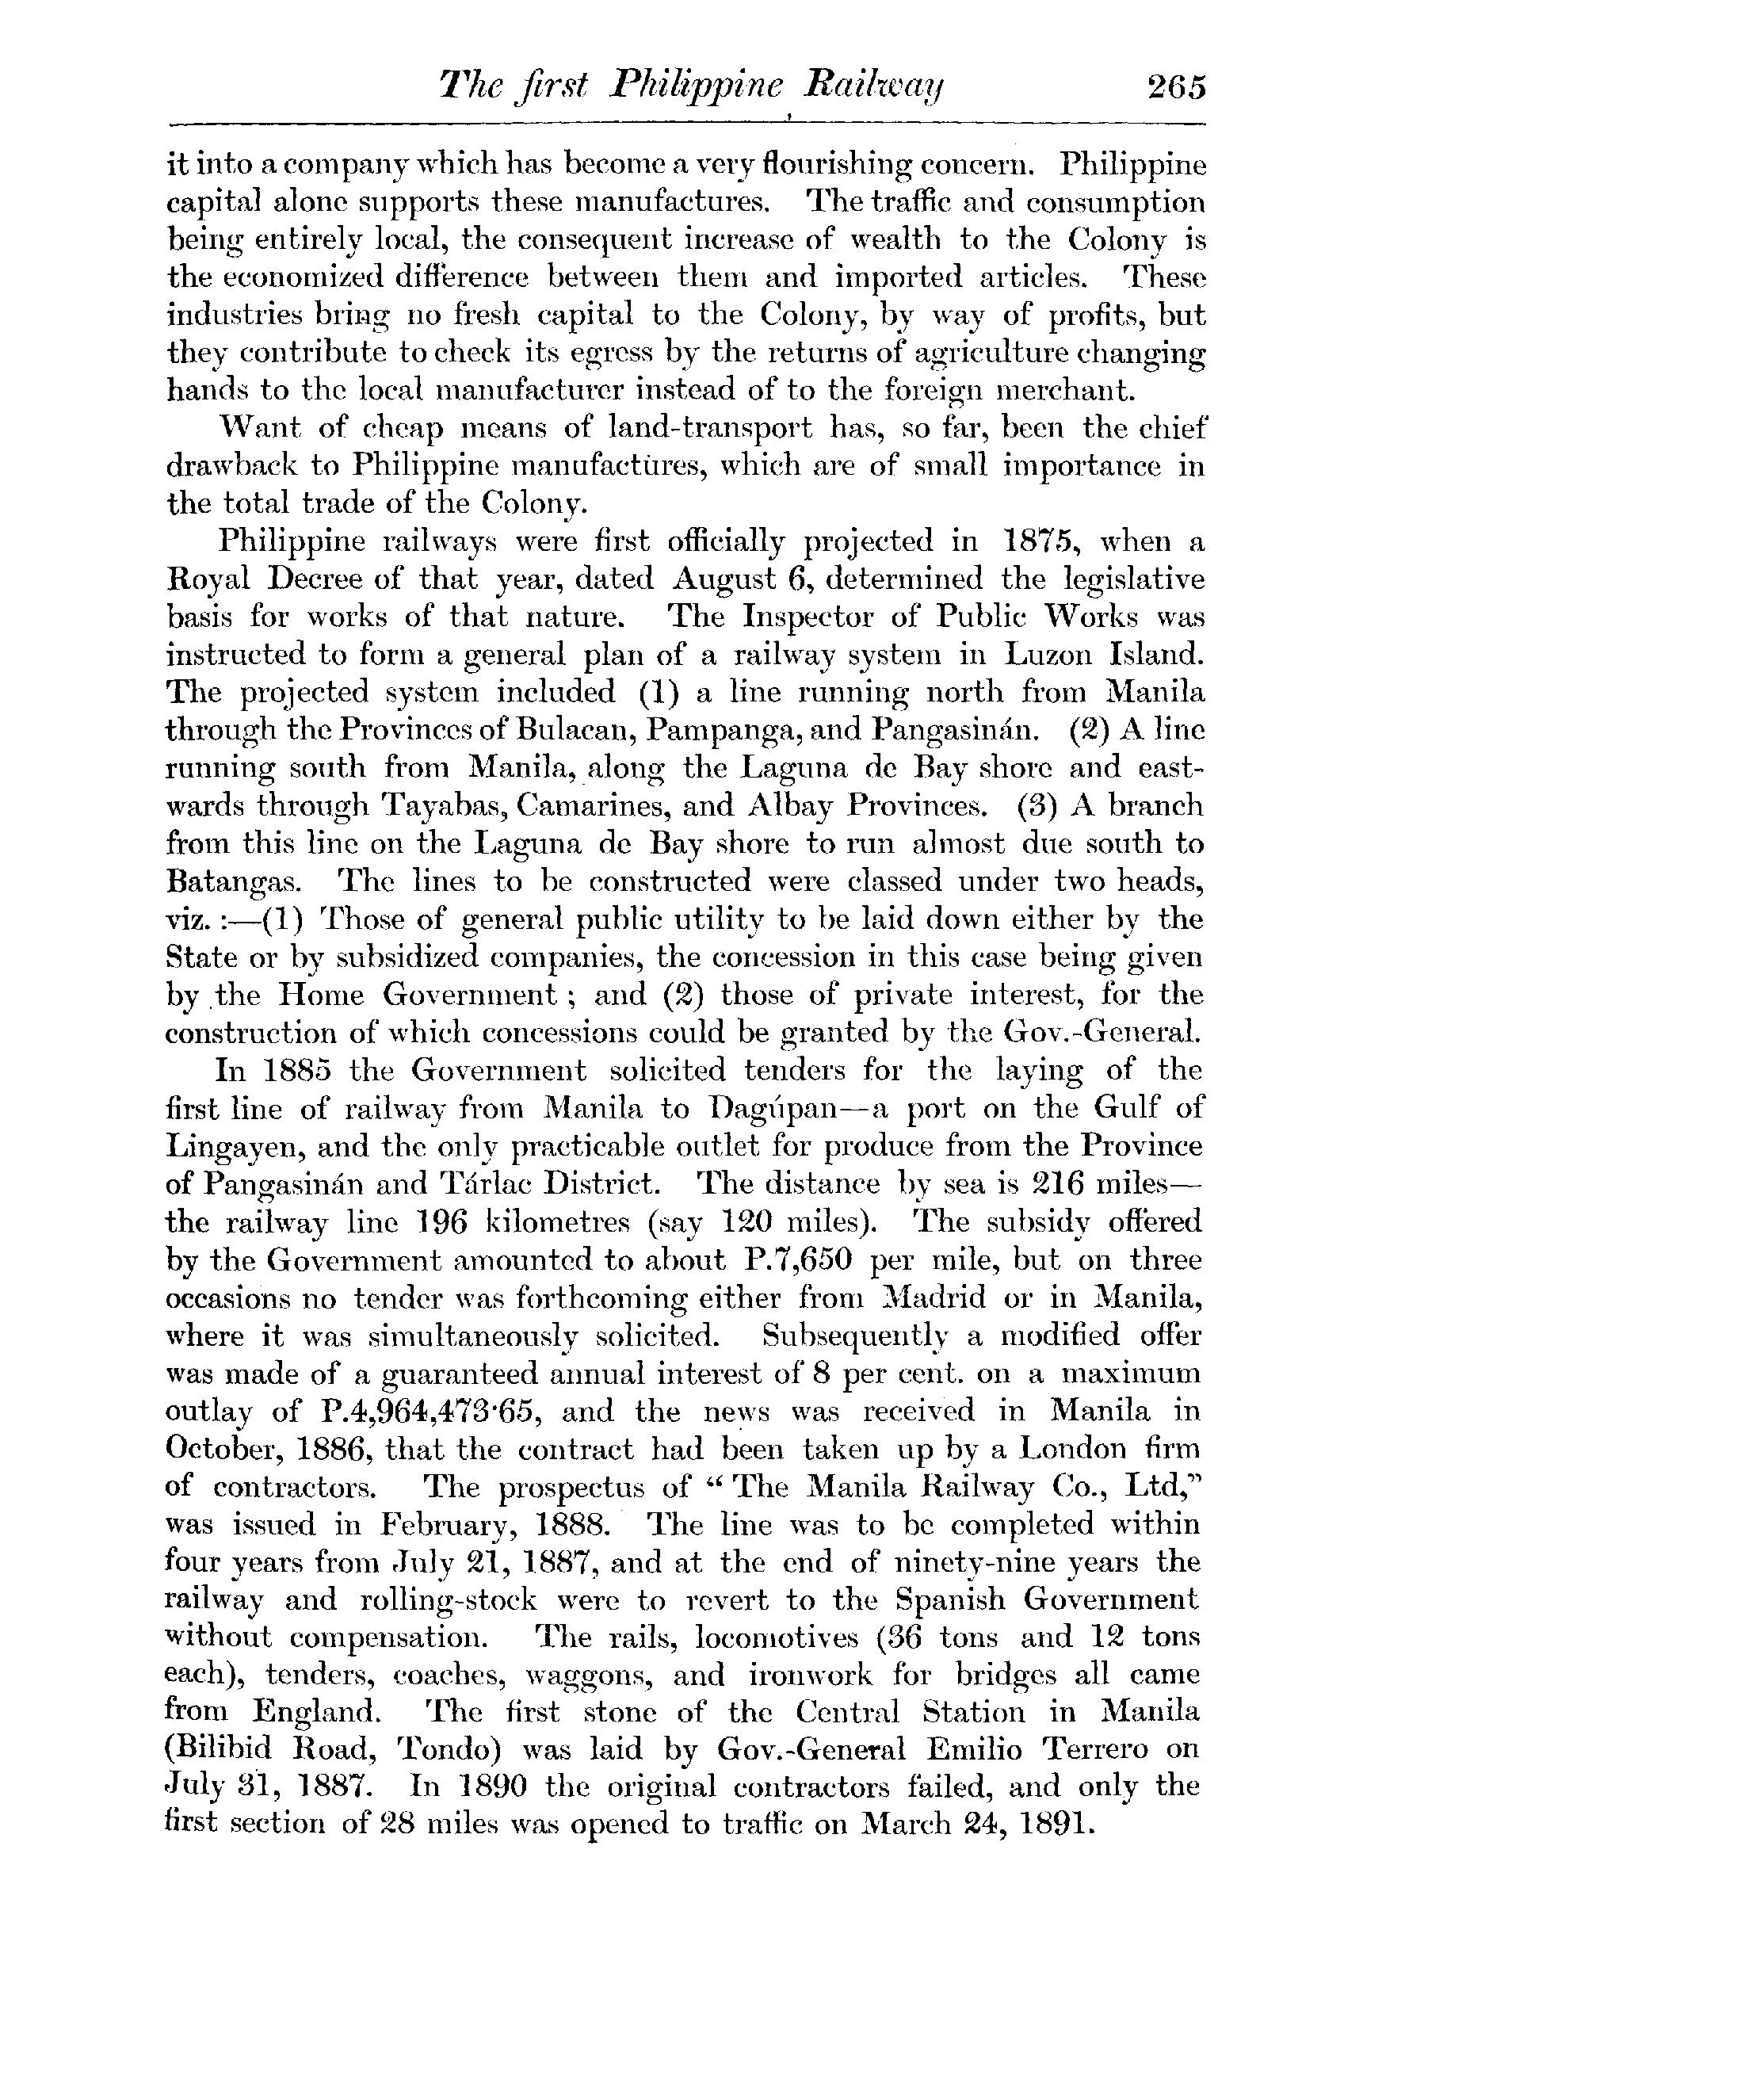 The first Philippine Railway 265
it into a company which has become a very flourishing concern. Philippine
capital alone supports these manufactures. The traffic and consumption
being entirely local, the consequent increase of wealth to the Colony is
the economized difference between them and imported articles. These
industries bring no fresh capital to the Colony, by way of profits, but
they contribute to check its egress by the returns of agriculture changing
hands to the local manufacturer instead of to the foreign merchant.
Want of cheap means of land-transport has, so far, been the chief
drawback to Philippine manufactures, which are of small importance in
the total trade of the Colony.
Philippine railways were first officially projected in 1875, when a
Royal Decree of that year, dated August 6, determined the legislative
basis for works of that nature. The Inspector of Public Works was
instructed to form a general plan of a railway system in Luzon Island.
The projected system included (1) a line running north from Manila
through the Provinces of Bulacan, Pampanga, and Pangasinán. (2) A line
running south from Manila, along the Laguna de Bay shore and east-
wards through Tayabas, Camarines, and Albay Provinces. (3) A branch
from this line on the Laguna de Bay shore to run almost due south to
Batangas. The lines to be constructed were classed under two heads,
viz. :—(1) Those of general public utility to be laid down either by the
State or by subsidized companies, the concession in this case being given
by the Home Government ; and (2) those of private interest, for the
construction of which concessions could be granted by the Gov.-General.
In 1885 the Government solicited tenders for the laying of the
first line of railway from Manila to Dagúpan—a port on the Gulf of
Lingayen, and the only practicable outlet for produce from the Province
of Pangasinán and Tárlac District. The distance by sea is 216 miles—
the railway line 196 kilometres (say 120 miles). The subsidy offered
by the Government amounted to about P.7,650 per mile, but on three
occasions no tender was forthcoming either from Madrid or in Manila,
where it was simultaneously solicited. Subsequently a modified offer
was made of a guaranteed annual interest of 8 per cent. on a maximum
outlay of P.4,964,473·65, and the news was received in Manila in
October, 1886, that the contract had been taken up by a London firm
of contractors. The prospectus of “ The Manila Railway Co., Ltd,”
was issued in February, 1888. The line was to be completed within
four years from July 21, 1887, and at the end of ninety-nine years the
railway and rolling-stock were to revert to the Spanish Government
without compensation. The rails, locomotives (36 tons and 12 tons
each), tenders, coaches, waggons, and ironwork for bridges all came
from England. The first stone of the Central Station in Manila
(Bilibid Road, Tondo) was laid by Gov.-General Emilio Terrero on
July 31, 1887. In 1890 the original contractors failed, and only the
first section of 28 miles was opened to traffic on March 24, 1891.